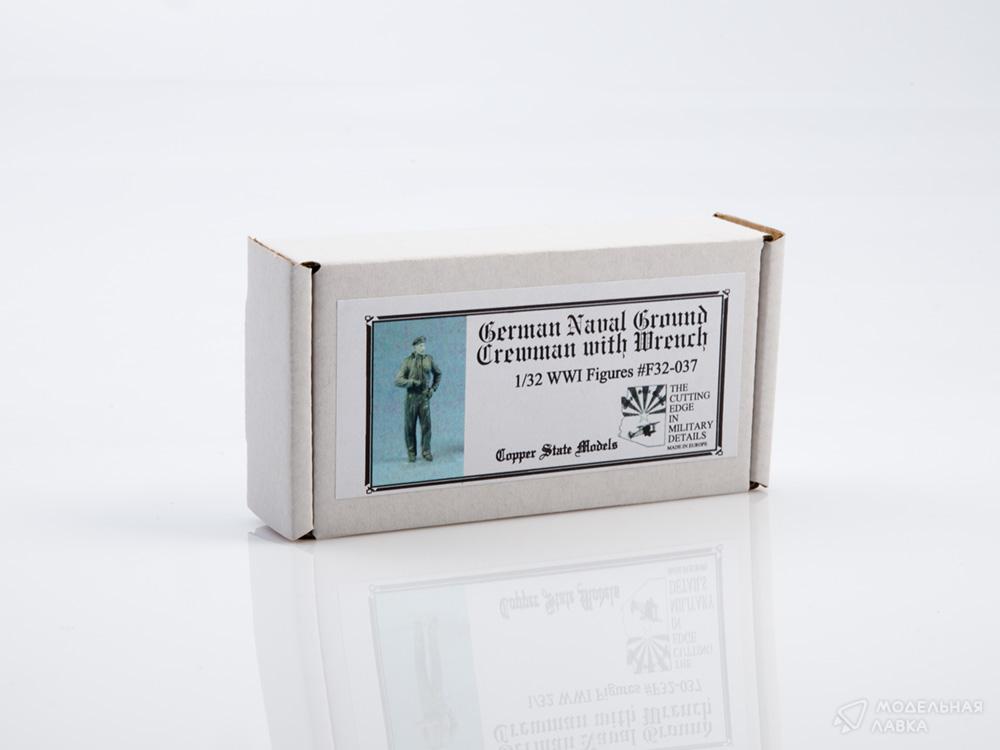 German Naval Ground
Crewman with Wrench
1/32 WWI Figures #F32-037
THE
CUTTING
EDGE
IN
MILITARY
DETAILS
MADE IN EUROPE
Copper State Models
МОДЕЛЬНАЯ
ЛАВКА